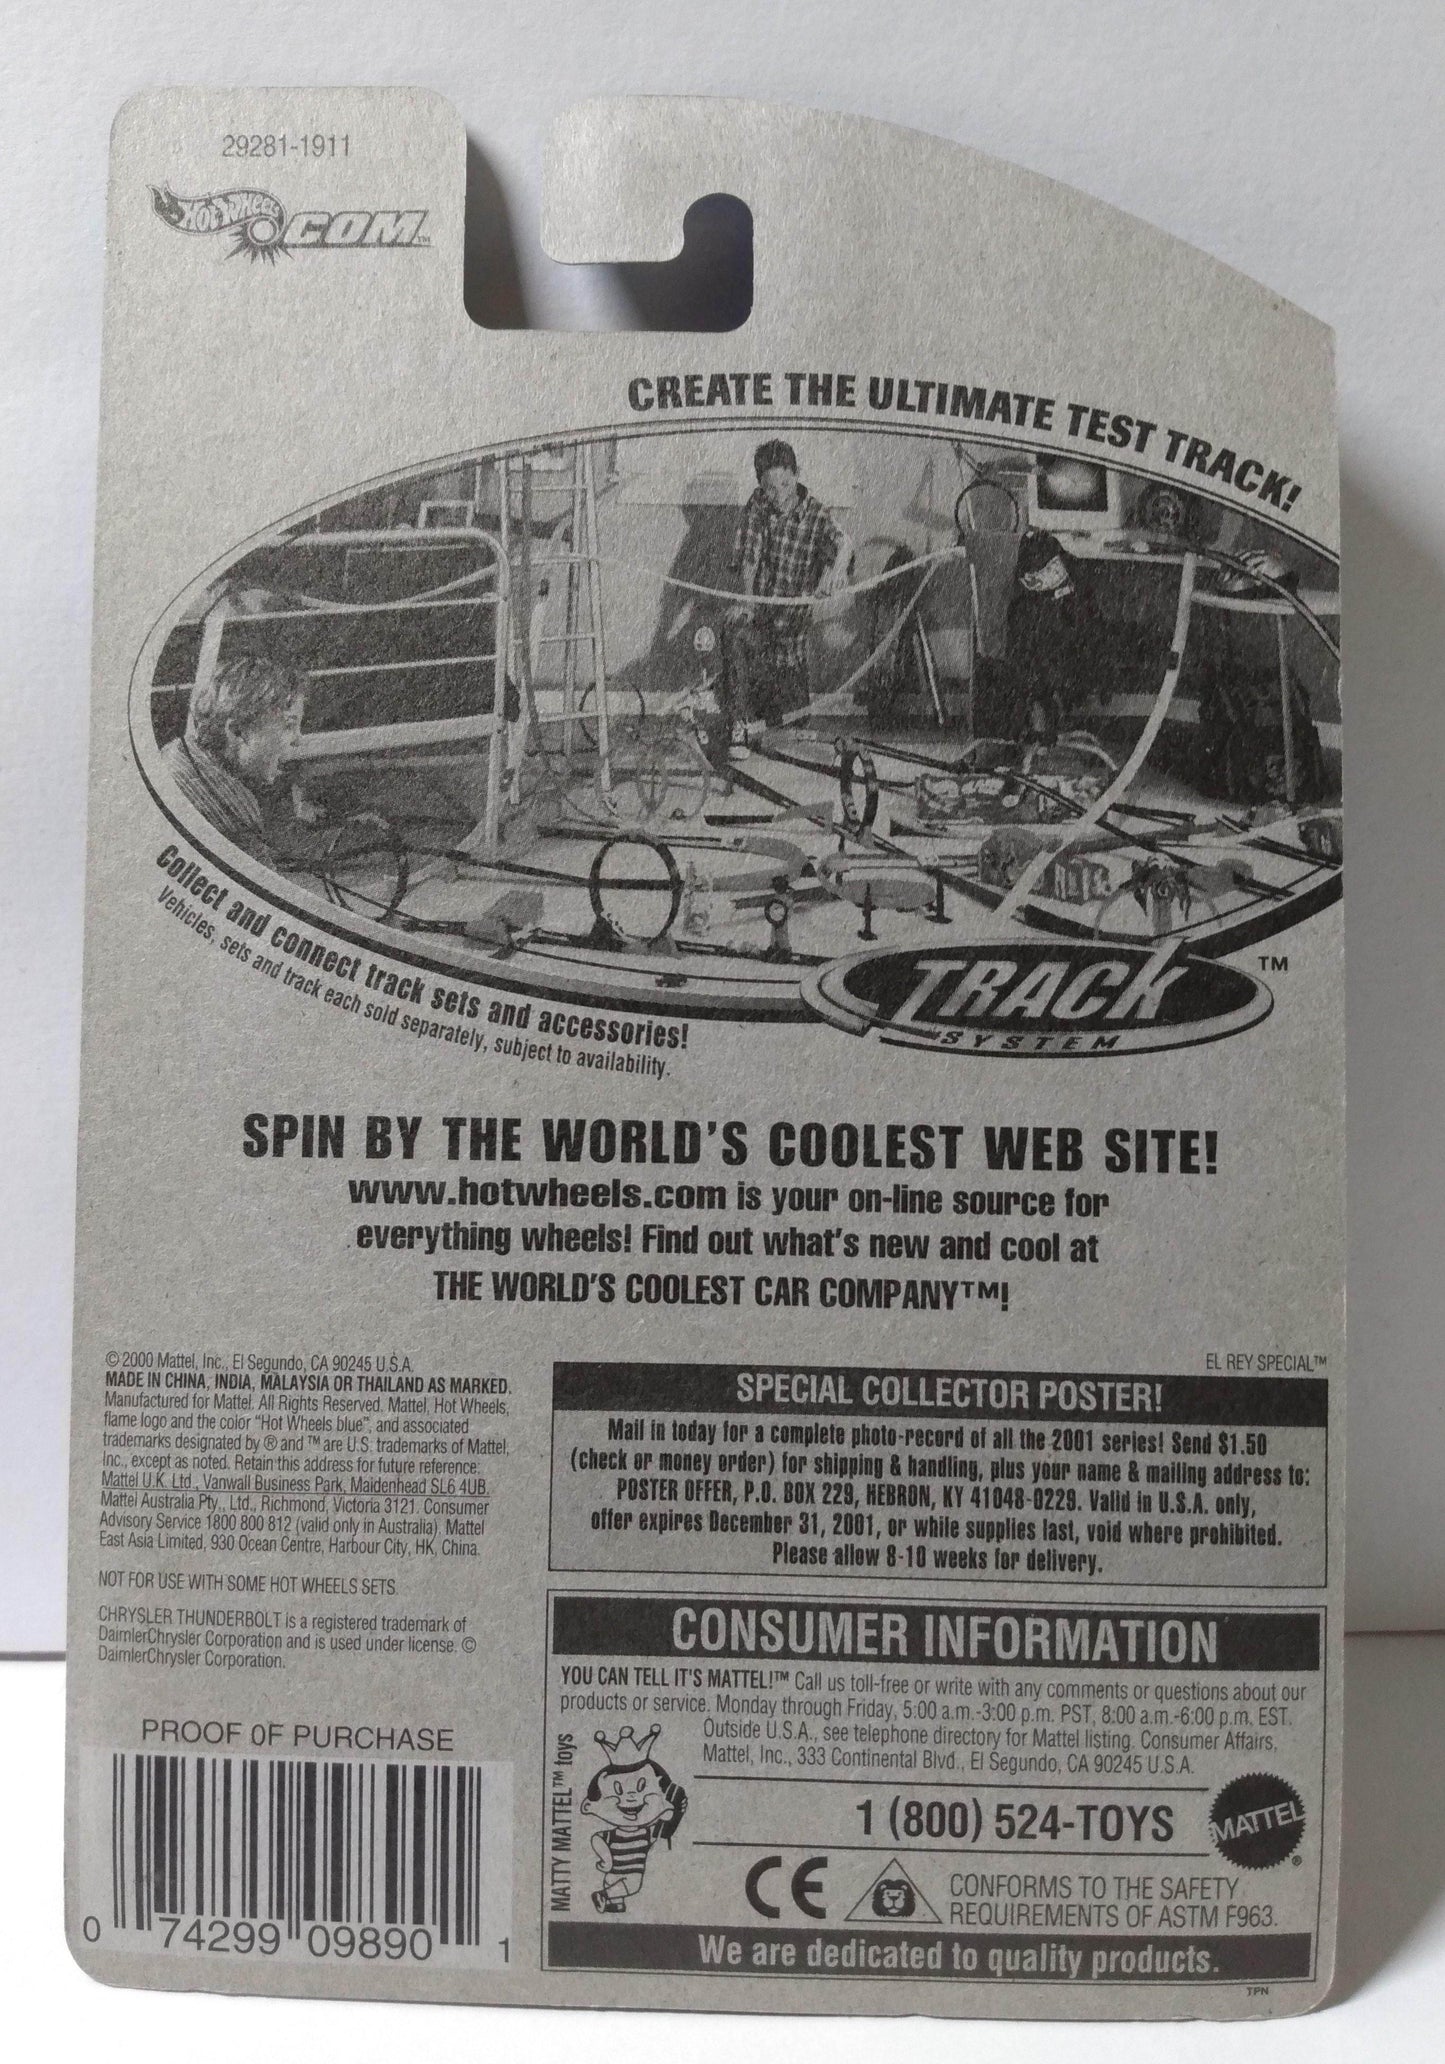 29281-1911
HOT WHEELS.COM™
CREATE THE ULTIMATE TEST TRACK!
Collect and connect track sets and accessories!
Vehicles, sets and track each sold separately, subject to availability.
TRACK
SYSTEM
™
SPIN BY THE WORLD'S COOLEST WEB SITE!
www.hotwheels.com is your on-line source for
everything wheels! Find out what's new and cool at
THE WORLD'S COOLEST CAR COMPANY™!
© 2000 Mattel, Inc., El Segundo, CA 90245 U.S.A.
MADE IN CHINA, INDIA, MALAYSIA OR THAILAND AS MARKED.
Manufactured for Mattel. All Rights Reserved. Mattel, Hot Wheels,
flame logo and the color "Hot Wheels blue", and associated
trademarks designated by ® and ™ are U.S. trademarks of Mattel,
Inc., except as noted. Retain this address for future reference:
Mattel U.K. Ltd., Vanwall Business Park, Maidenhead SL6 4UB.
Mattel Australia Pty., Ltd., Richmond, Victoria 3121. Consumer
Advisory Service 1800 800 812 (valid only in Australia). Mattel
East Asia Limited, 930 Ocean Centre, Harbour City, HK, China.
NOT FOR USE WITH SOME HOT WHEELS SETS.
CHRYSLER THUNDERBOLT is a registered trademark of
DaimlerChrysler Corporation and is used under license. ©
DaimlerChrysler Corporation.
PROOF OF PURCHASE
0 74299 09890 1
EL REY SPECIAL™
SPECIAL COLLECTOR POSTER!
Mail in today for a complete photo-record of all the 2001 series! Send $1.50
(check or money order) for shipping & handling, plus your name & mailing address to:
POSTER OFFER, P.O. BOX 229, HEBRON, KY 41048-0229. Valid in U.S.A. only,
offer expires December 31, 2001, or while supplies last, void where prohibited.
Please allow 8-10 weeks for delivery.
CONSUMER INFORMATION
YOU CAN TELL IT'S MATTEL!™ Call us toll-free or write with any comments or questions about our
products or service. Monday through Friday, 5:00 a.m.-3:00 p.m. PST, 8:00 a.m.-6:00 p.m. EST.
Outside U.S.A., see telephone directory for Mattel listing. Consumer Affairs,
Mattel, Inc., 333 Continental Blvd., El Segundo, CA 90245 U.S.A.
MATTY MATTEL™ toys
1 (800) 524-TOYS
MATTEL
®
CE
CONFORMS TO THE SAFETY
REQUIREMENTS OF ASTM F963.
We are dedicated to quality products.
TPN